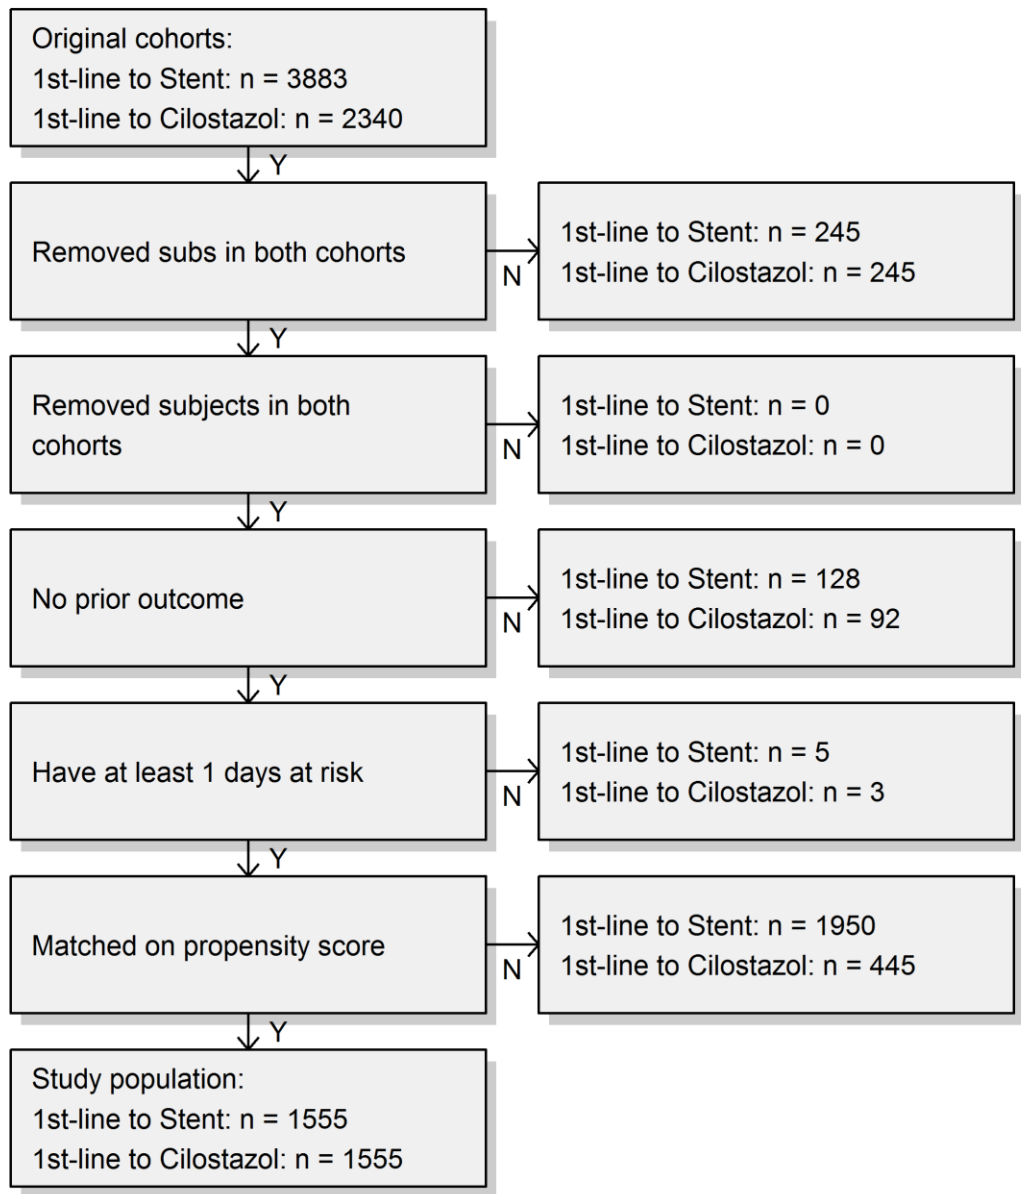 Original cohorts:
1st-line to Stent: n = 3883
1st-line to Cilostazol: n = 2340
Y
Removed subs in both cohorts
N
1st-line to Stent: n = 245
1st-line to Cilostazol: n = 245
Y
Removed subjects in both
cohorts
N
1st-line to Stent: n = 0
1st-line to Cilostazol: n = 0
Y
No prior outcome
N
1st-line to Stent: n = 128
1st-line to Cilostazol: n = 92
Y
Have at least 1 days at risk
N
1st-line to Stent: n = 5
1st-line to Cilostazol: n = 3
Y
Matched on propensity score
N
1st-line to Stent: n = 1950
1st-line to Cilostazol: n = 445
Y
Study population:
1st-line to Stent: n = 1555
1st-line to Cilostazol: n = 1555